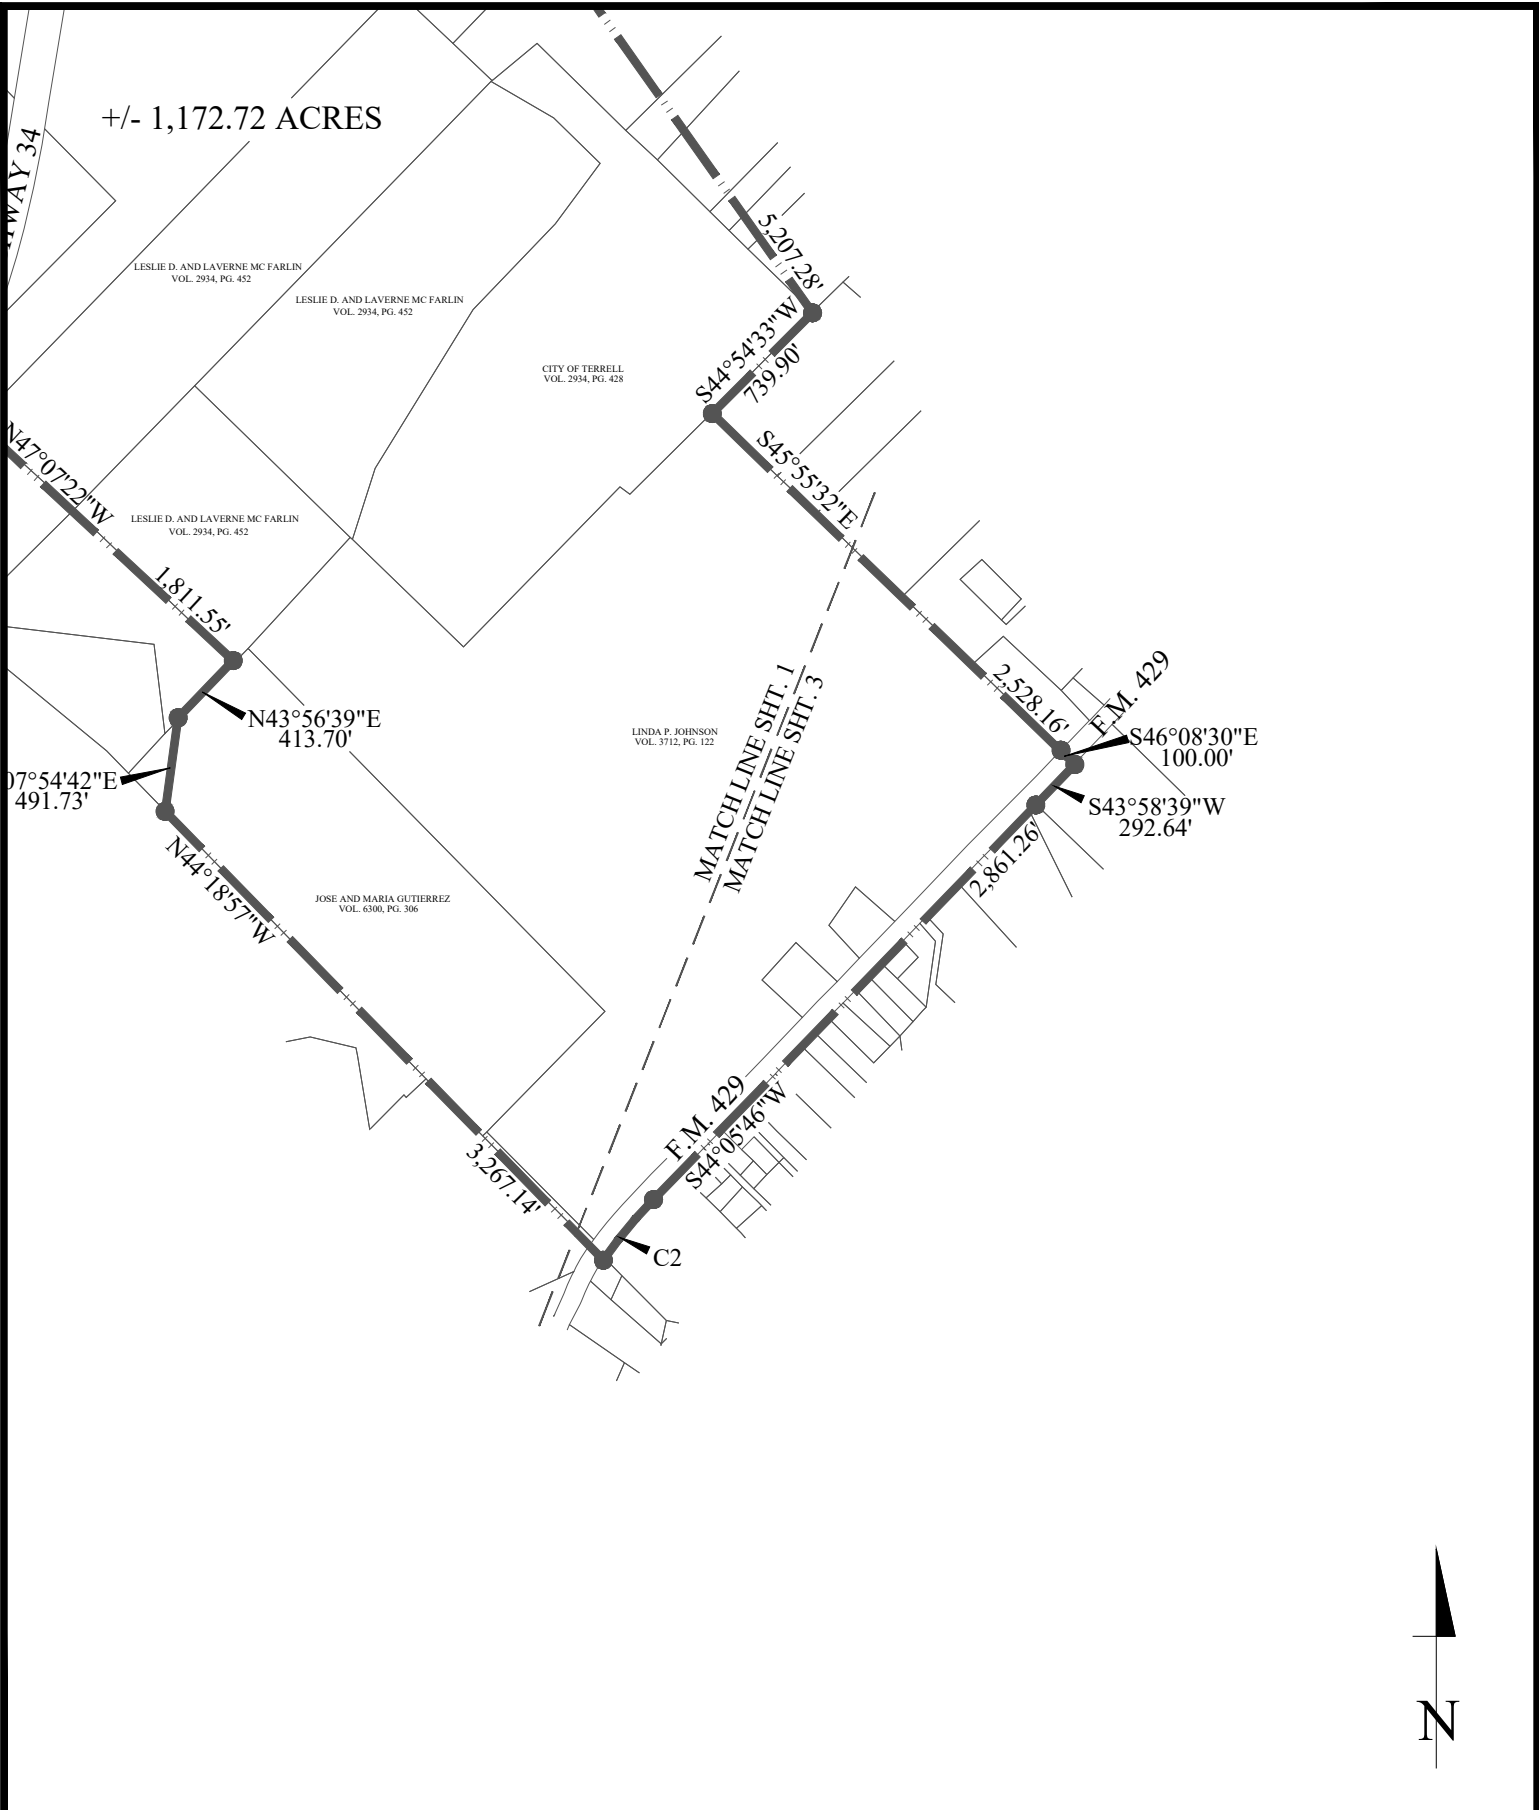 +/- 1,172.72 ACRES
HWAY 34
LESLIE D. AND LAVERNE MC FARLIN
VOL. 2934, PG. 452
LESLIE D. AND LAVERNE MC FARLIN
VOL. 2934, PG. 452
5,207.28'
S44°54'33"W
739.90'
CITY OF TERRELL
VOL. 2934, PG. 428
N47°07'22"W
S45°55'32"E
LESLIE D. AND LAVERNE MC FARLIN
VOL. 2934, PG. 452
1,811.55'
2,528.16'
F.M. 429
N43°56'39"E
413.70'
MATCH LINE SHT. 1
MATCH LINE SHT. 3
LINDA P. JOHNSON
VOL. 3712, PG. 122
S46°08'30"E
100.00'
07°54'42"E
491.73'
S43°58'39"W
292.64'
2,861.26'
N44°18'57"W
JOSE AND MARIA GUTIERREZ
VOL. 6300, PG. 306
F.M. 429
S44°05'46"W
3,267.14'
C2
N